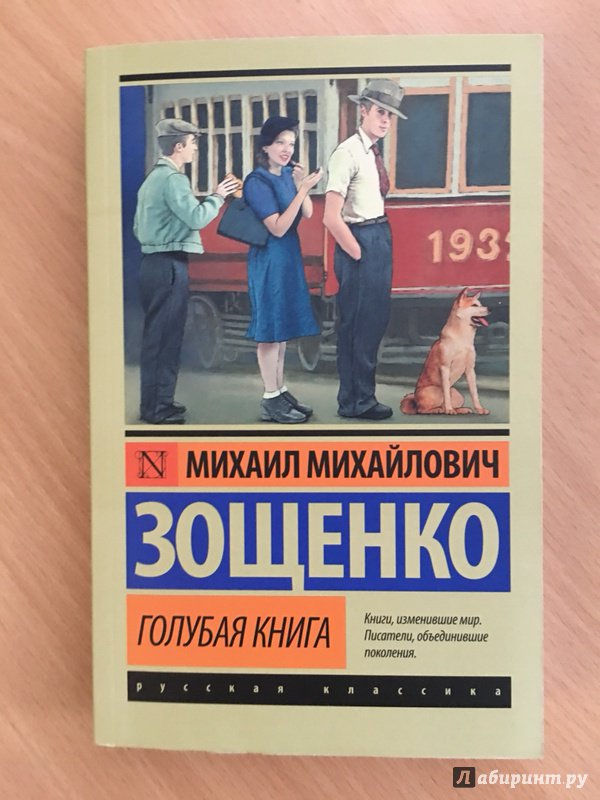 1932
N
МИХАИЛ МИХАЙЛОВИЧ
ЗОЩЕНКО
ГОЛУБАЯ КНИГА
Книги, изменившие мир.
Писатели, объединившие
поколения.
русская классика
Лабиринт.ру